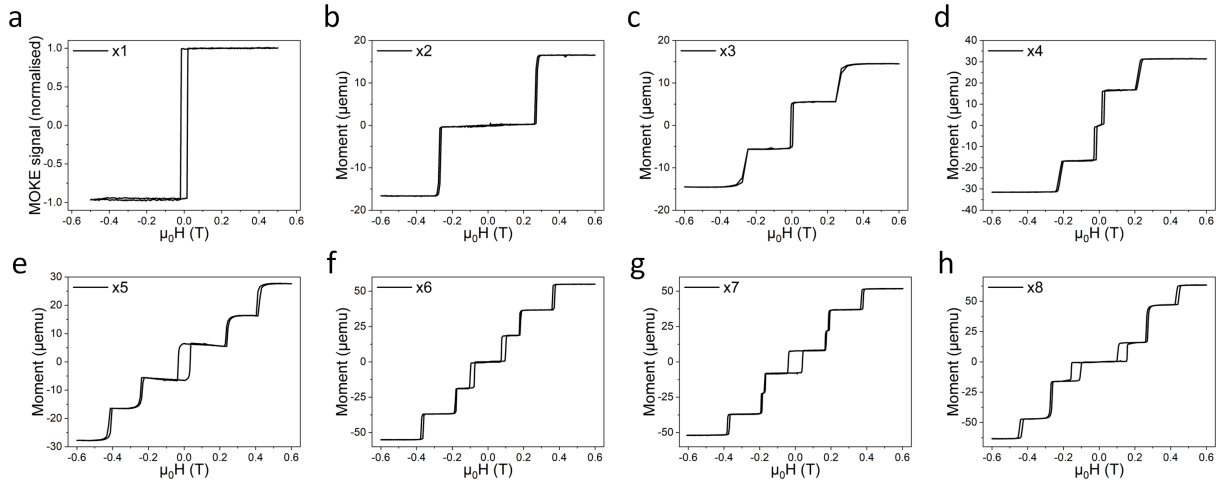 a
x1
MOKE signal (normalised)
1.0
0.5
0.0
-0.5
-1.0
-0.6 -0.4 -0.2 0.0 0.2 0.4 0.6
μ₀H (T)
b
x2
Moment (μemu)
20
10
0
-10
-20
-0.6 -0.4 -0.2 0.0 0.2 0.4 0.6
μ₀H (T)
c
x3
Moment (μemu)
20
10
0
-10
20
-0.6 -0.4 -0.2 0.0 0.2 0.4 0.6
μ₀H (T)
d
x4
Moment (μemu)
40
30
20
10
0
-10
-20
-30
40
-0.6 -0.4 -0.2 0.0 0.2 0.4 0.6
μ₀H (T)
e
x5
Moment (μemu)
30
20
10
0
-10
-20
-30
-0.6 -0.4 -0.2 0.0 0.2 0.4 0.6
μ₀H (T)
f
x6
Moment (μemu)
50
25
0
-25
-50
-0.6 -0.4 -0.2 0.0 0.2 0.4 0.6
μ₀H (T)
g
x7
Moment (μemu)
50
25
0
-25
-50
-0.6 -0.4 -0.2 0.0 0.2 0.4 0.6
μ₀H (T)
h
x8
Moment (μemu)
50
25
0
-25
-50
-0.6 -0.4 -0.2 0.0 0.2 0.4 0.6
μ₀H (T)